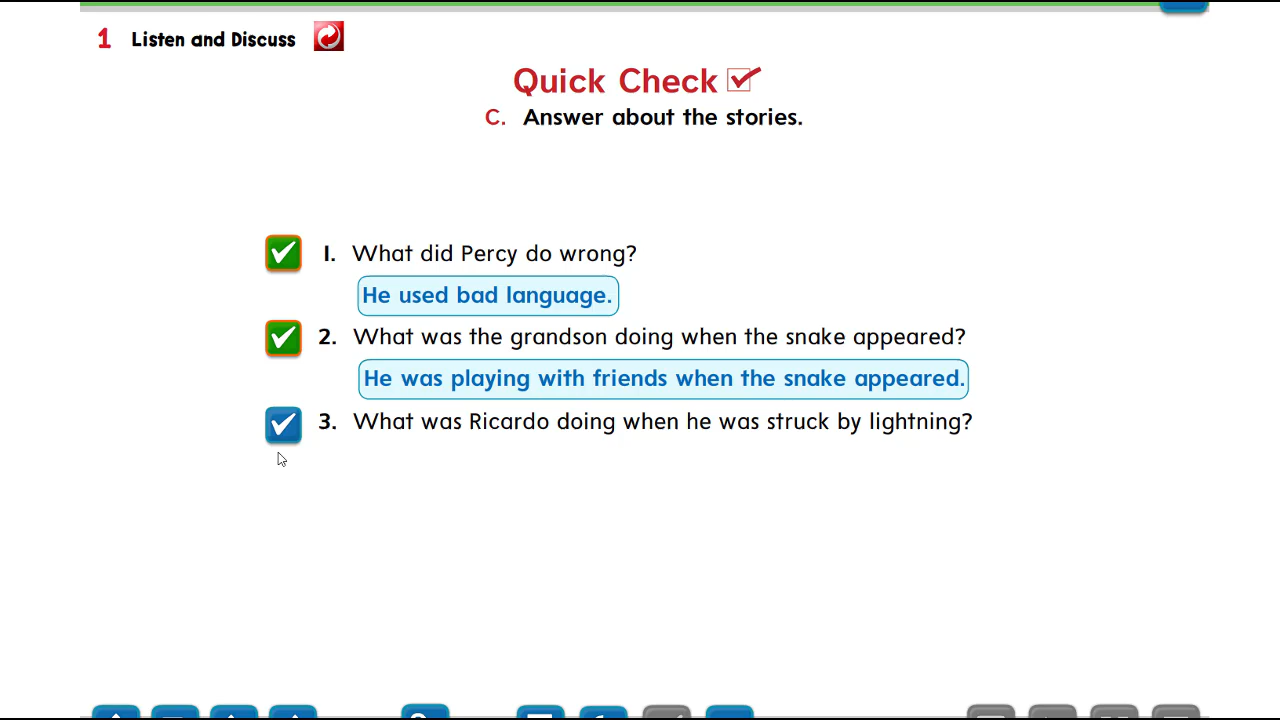 1 Listen and Discuss
Quick Check
C. Answer about the stories.
1. What did Percy do wrong?
He used bad language.
2. What was the grandson doing when the snake appeared?
He was playing with friends when the snake appeared.
3. What was Ricardo doing when he was struck by lightning?